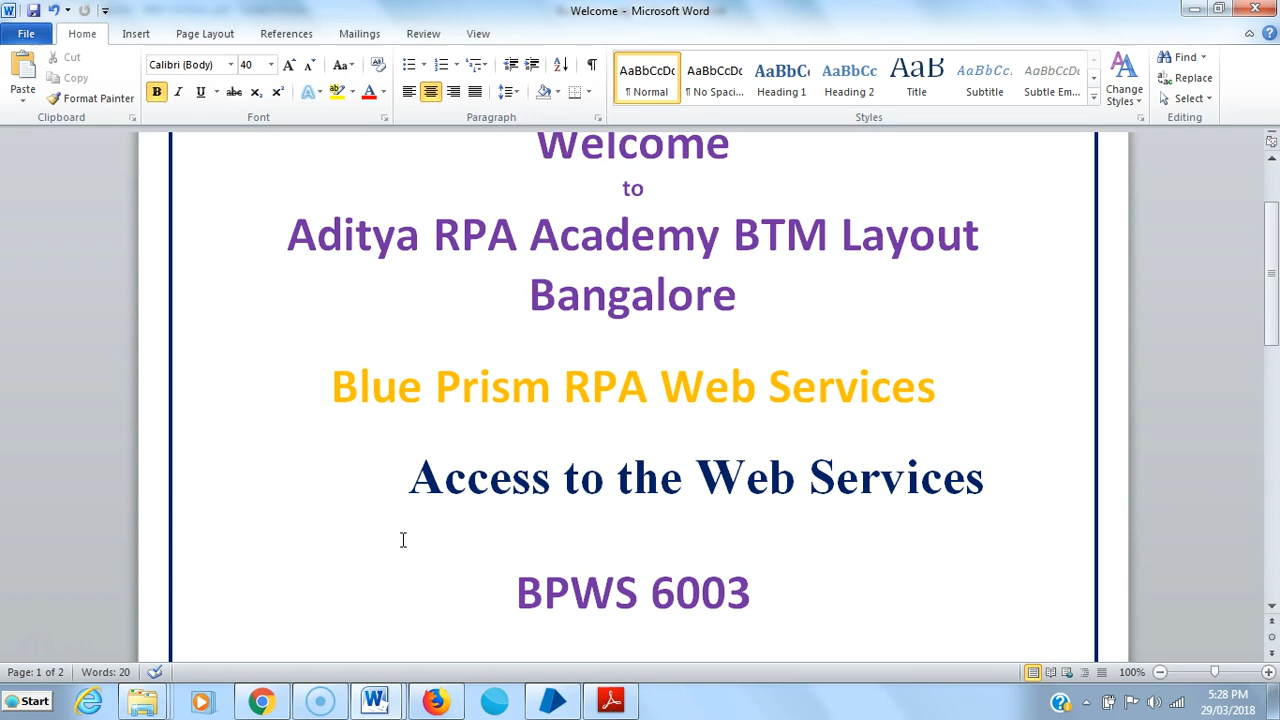 Welcome - Microsoft Word
File Home Insert Page Layout References Mailings Review View
Paste
Cut
Copy
Format Painter
Clipboard
Calibri (Body) 40
Font
Paragraph
AaBbCcDc AaBbCcDc AaBbC AaBbCc AaB AaBbCc. AaBbCcDc
¶ Normal ¶ No Spaci... Heading 1 Heading 2 Title Subtitle Subtle Em...
Change Styles
Styles
Find
Replace
Select
Editing
Welcome
to
Aditya RPA Academy BTM Layout
Bangalore
Blue Prism RPA Web Services
Access to the Web Services
BPWS 6003
Page: 1 of 2 Words: 20 100%
Start
5:28 PM
29/03/2018